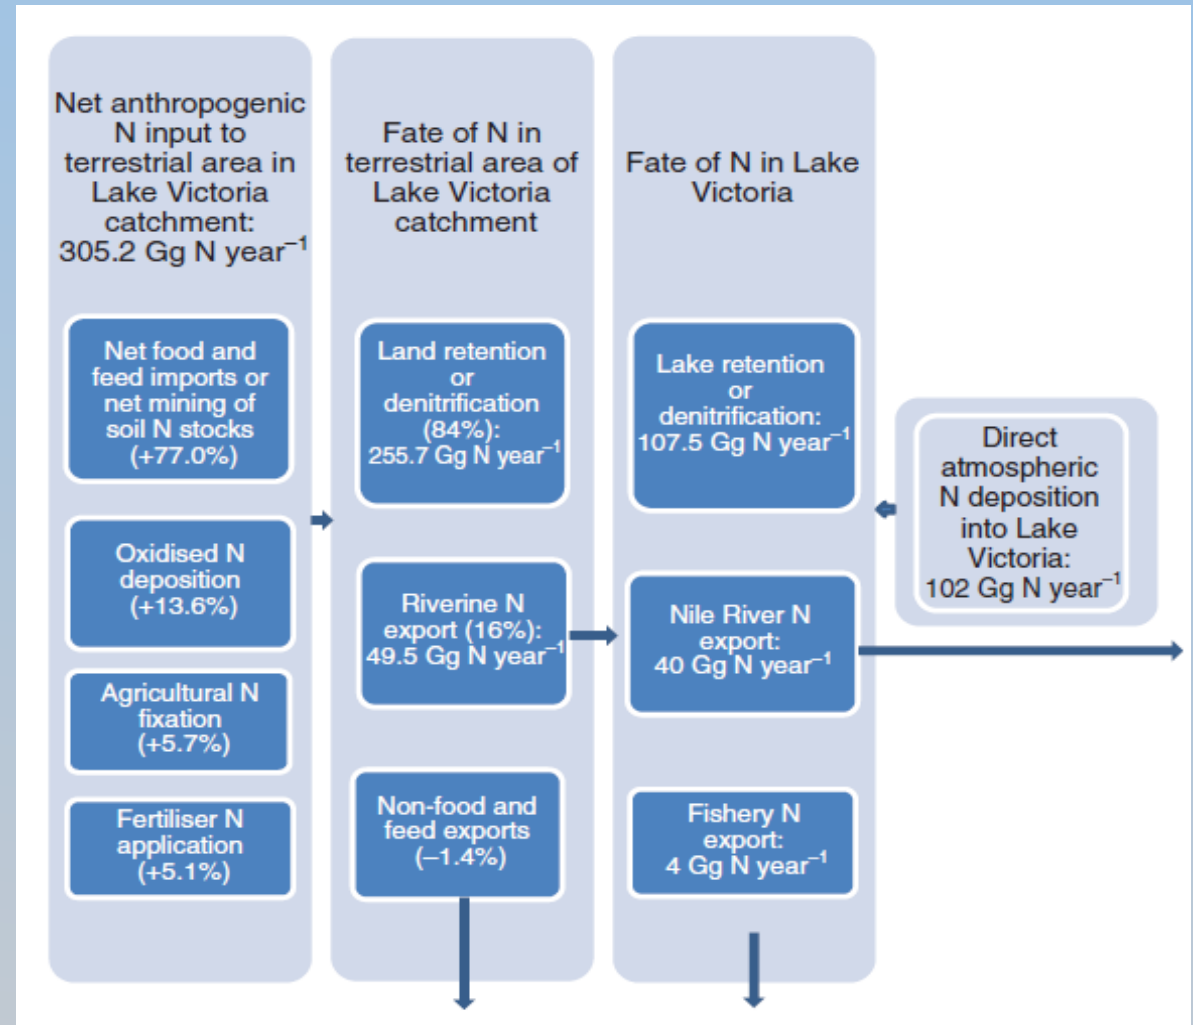 Net anthropogenic
N input to
terrestrial area in
Lake Victoria
catchment:
305.2 Gg N year⁻¹
Net food and
feed imports or
net mining of
soil N stocks
(+77.0%)
Oxidised N
deposition
(+13.6%)
Agricultural N
fixation
(+5.7%)
Fertiliser N
application
(+5.1%)
Fate of N in
terrestrial area of
Lake Victoria
catchment
Land retention
or
denitrification
(84%):
255.7 Gg N year⁻¹
Riverine N
export (16%):
49.5 Gg N year⁻¹
Non-food and
feed exports
(–1.4%)
Fate of N in Lake
Victoria
Lake retention
or
denitrification:
107.5 Gg N year⁻¹
Nile River N
export:
40 Gg N year⁻¹
Fishery N
export:
4 Gg N year⁻¹
Direct
atmospheric
N deposition
into Lake
Victoria:
102 Gg N year⁻¹